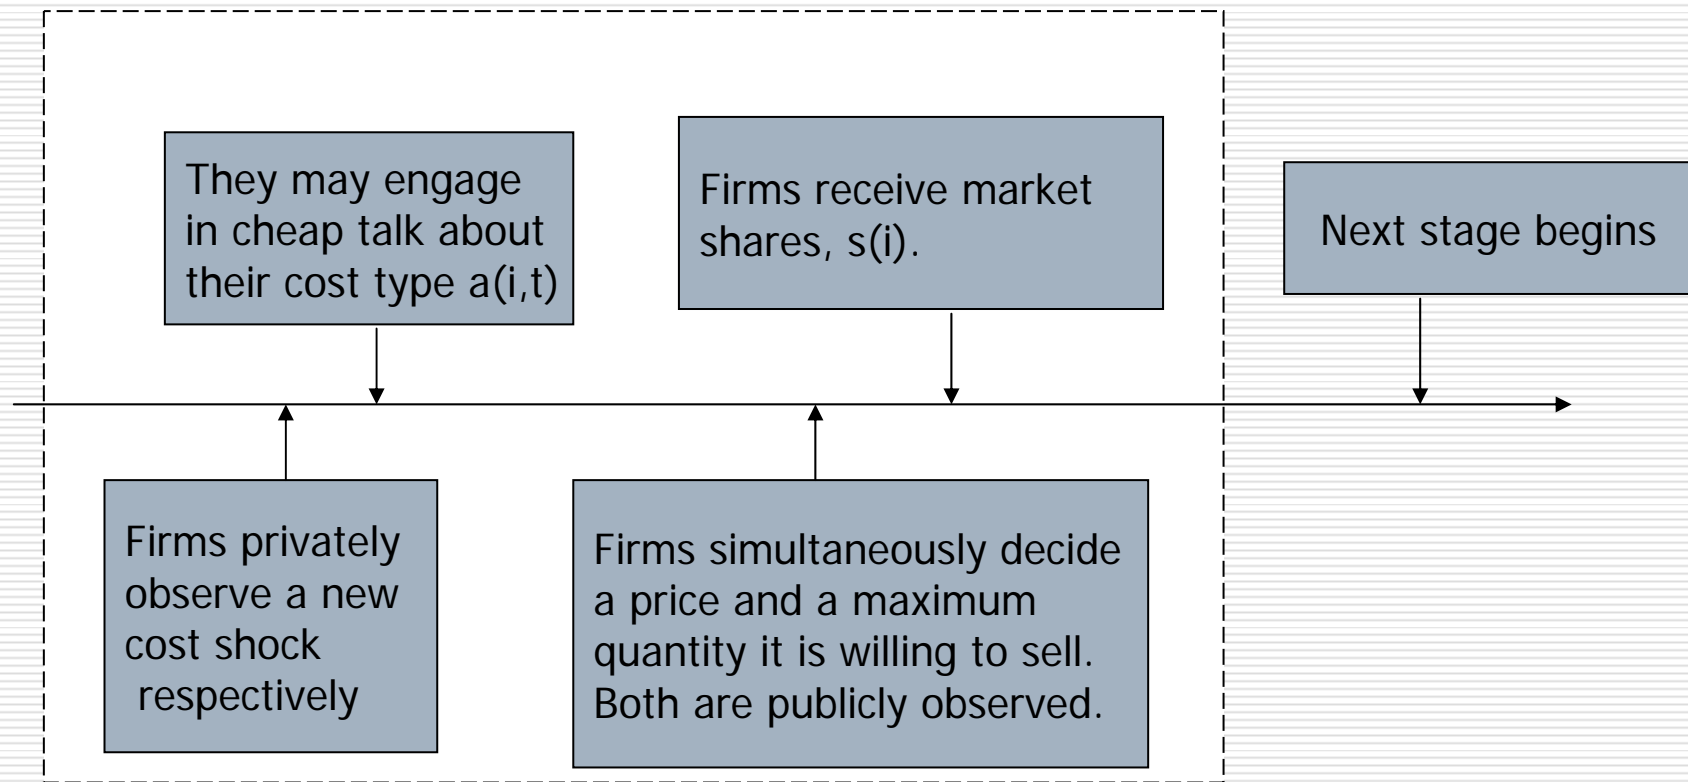 They may engage
in cheap talk about
their cost type a(i,t)
Firms receive market
shares, s(i).
Next stage begins
Firms privately
observe a new
cost shock
respectively
Firms simultaneously decide
a price and a maximum
quantity it is willing to sell.
Both are publicly observed.